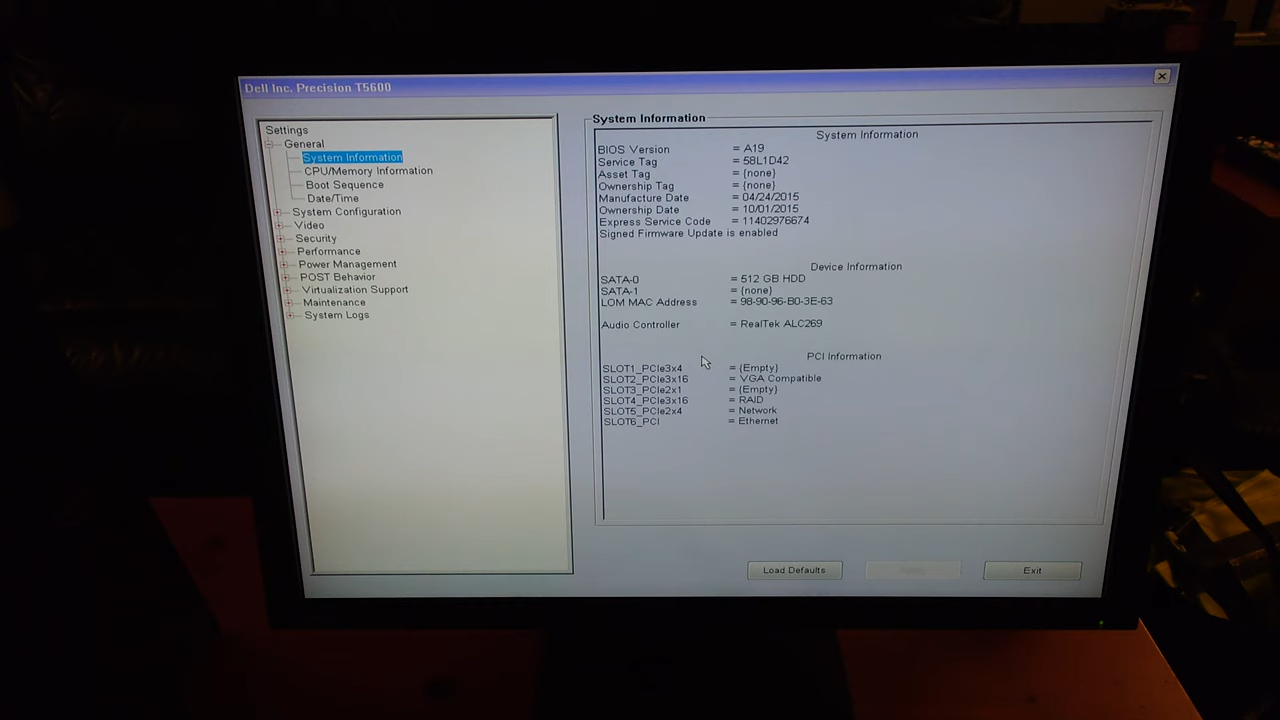 Dell Inc. Precision T5600
Settings
General
System Information
CPU/Memory Information
Boot Sequence
Date/Time
System Configuration
Video
Security
Performance
Power Management
POST Behavior
Virtualization Support
Maintenance
System Logs
System Information
System Information
BIOS Version = A19
Service Tag = 58L1D42
Asset Tag = {none}
Ownership Tag = {none}
Manufacture Date = 04/24/2015
Ownership Date = 10/01/2015
Express Service Code = 11402976674
Signed Firmware Update is enabled
Device Information
SATA-0 = 512 GB HDD
SATA-1 = {none}
LOM MAC Address = 98-90-96-B0-3E-63
Audio Controller = RealTek ALC269
PCI Information
SLOT1_PCIe3x4 = {Empty}
SLOT2_PCIe3x16 = VGA Compatible
SLOT3_PCIe2x1 = {Empty}
SLOT4_PCIe3x16 = RAID
SLOT5_PCIe2x4 = Network
SLOT6_PCI = Ethernet
Load Defaults
Exit